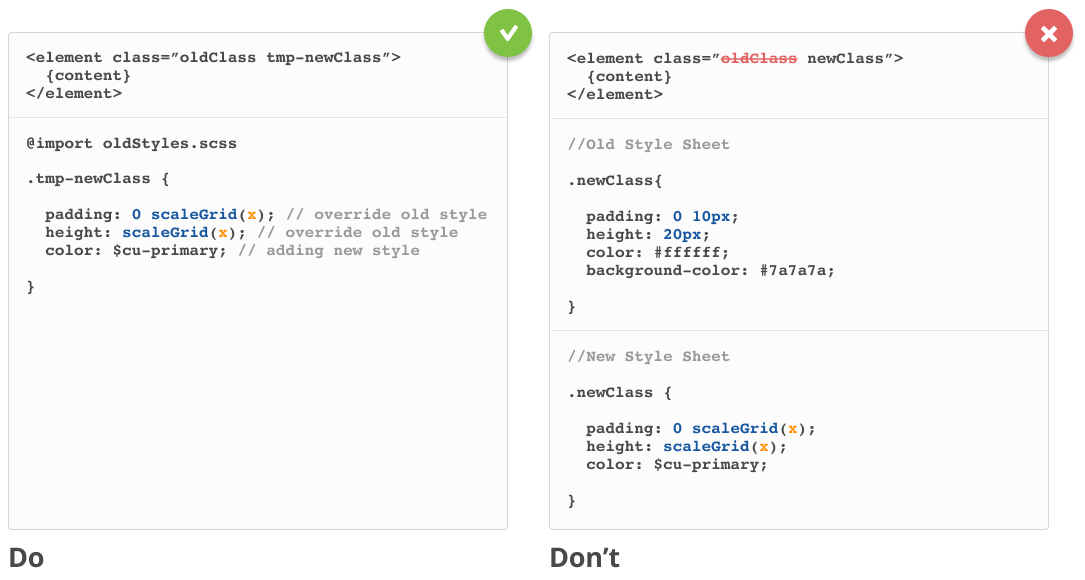 <element class=”oldClass tmp-newClass”>
  {content}
</element>
@import oldStyles.scss
.tmp-newClass {
  padding: 0 scaleGrid(x); // override old style
  height: scaleGrid(x); // override old style
  color: $cu-primary; // adding new style
}
Do
<element class=”oldClass newClass”>
  {content}
</element>
//Old Style Sheet
.newClass{
  padding: 0 10px;
  height: 20px;
  color: #ffffff;
  background-color: #7a7a7a;
}
//New Style Sheet
.newClass {
  padding: 0 scaleGrid(x);
  height: scaleGrid(x);
  color: $cu-primary;
}
Don’t